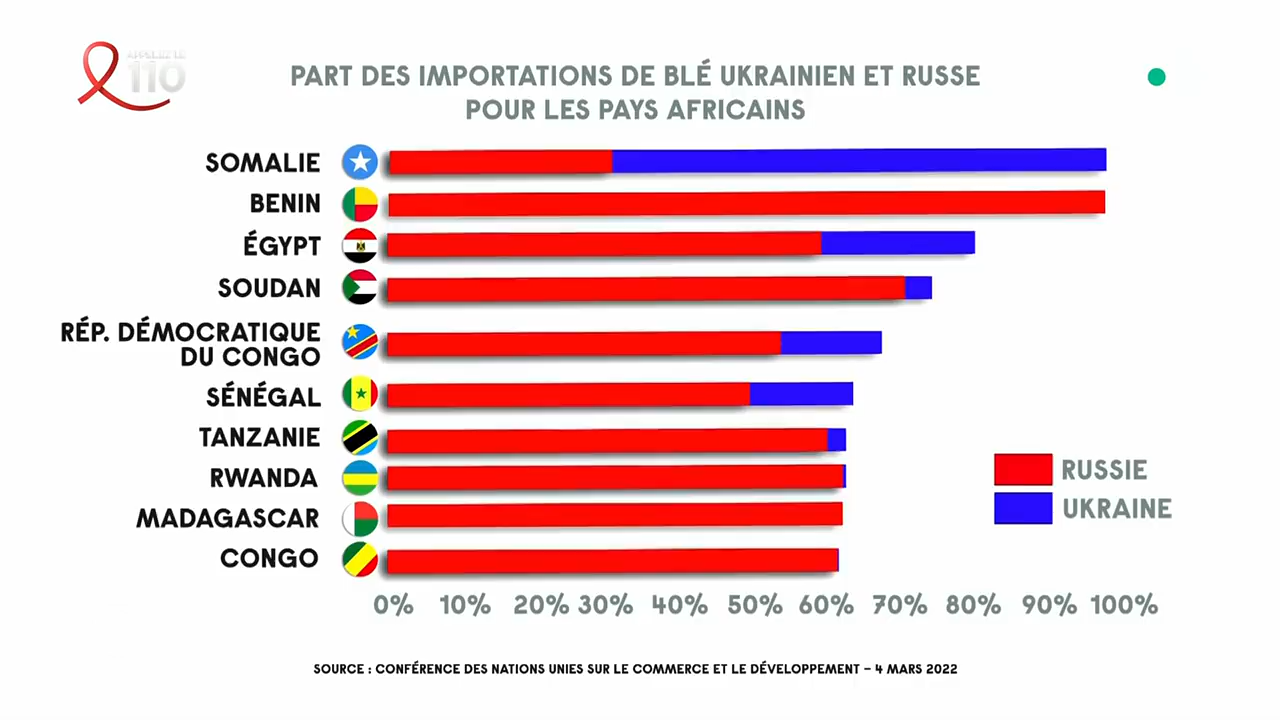 APPELEZ LE
110
PART DES IMPORTATIONS DE BLÉ UKRAINIEN ET RUSSE
POUR LES PAYS AFRICAINS
SOMALIE
BENIN
ÉGYPT
SOUDAN
RÉP. DÉMOCRATIQUE
DU CONGO
SÉNÉGAL
TANZANIE
RWANDA
MADAGASCAR
CONGO
RUSSIE
UKRAINE
0% 10% 20% 30% 40% 50% 60% 70% 80% 90% 100%
SOURCE : CONFÉRENCE DES NATIONS UNIES SUR LE COMMERCE ET LE DÉVELOPPEMENT – 4 MARS 2022